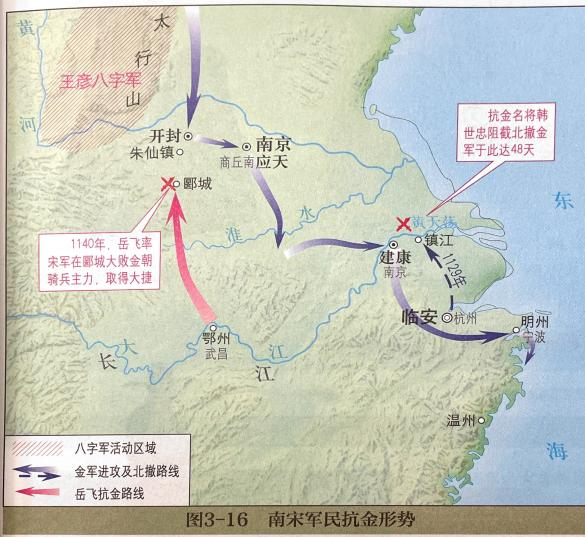 黄
河
太
行
山
王彦八字军
开封
朱仙镇
南京
商丘南
应天
郾城
1140年，岳飞率
宋军在郾城大败金朝
骑兵主力，取得大捷
淮
水
抗金名将韩
世忠阻截北撤金
军于此达48天
黄天荡
镇江
建康
南京
1129年
临安
杭州
明州
宁波
鄂州
武昌
大
江
长
江
温州
东
海
八字军活动区域
金军进攻及北撤路线
岳飞抗金路线
图3-16 南宋军民抗金形势